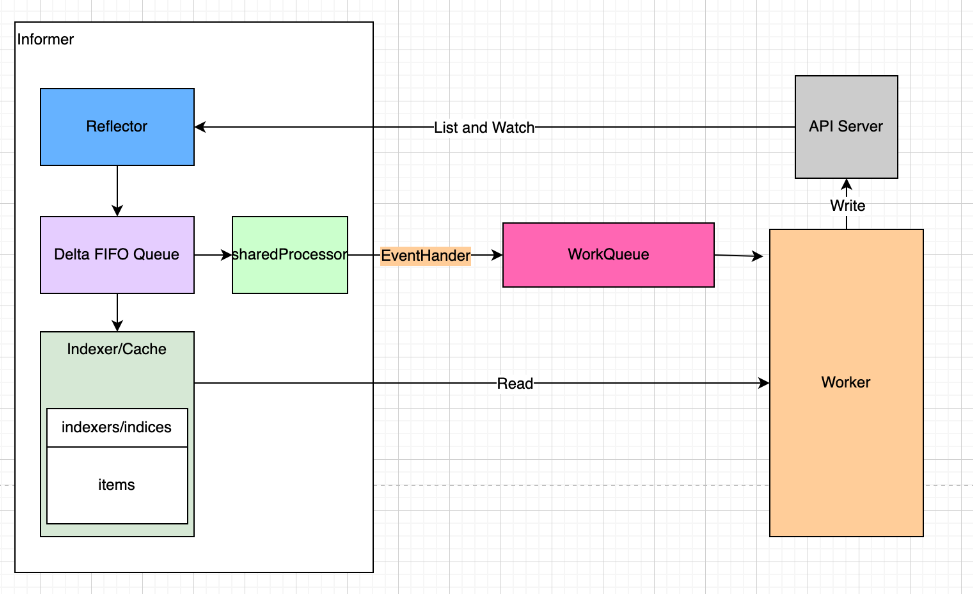 Informer
Reflector
List and Watch
API Server
Write
Delta FIFO Queue
sharedProcessor
EventHander
WorkQueue
Indexer/Cache
Read
Worker
indexers/indices
items